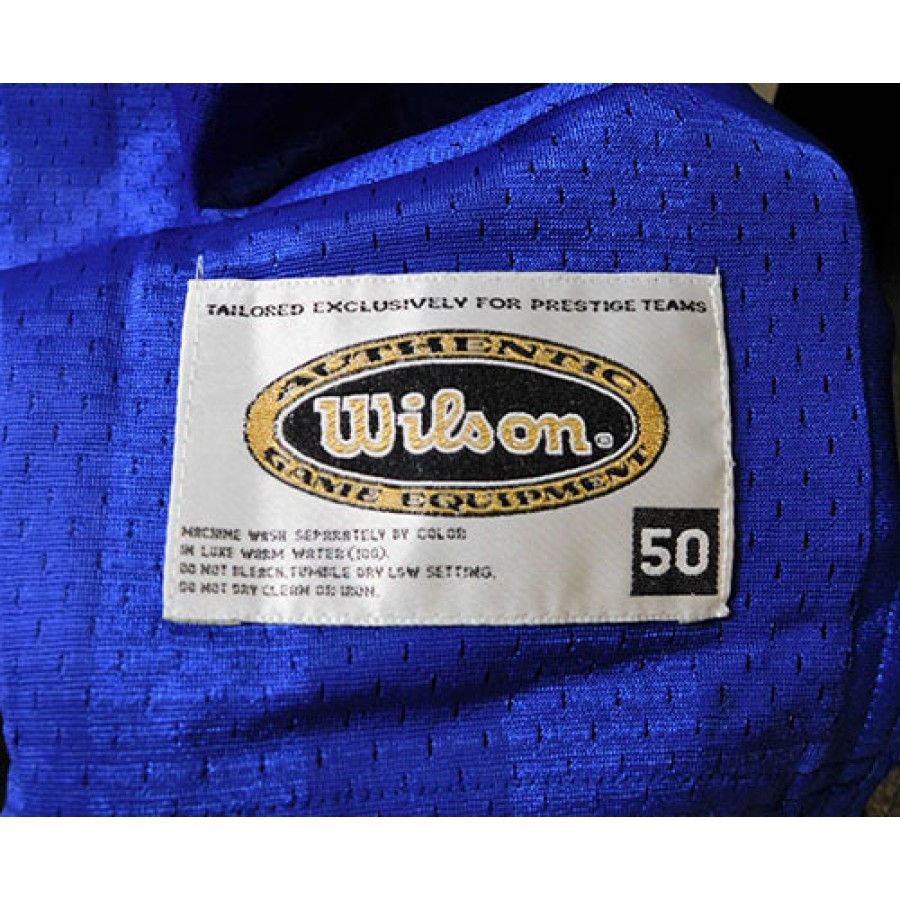 TAILORED EXCLUSIVELY FOR PRESTIGE TEAMS
AUTHENTIC
Wilson®
GAME EQUIPMENT
MACHINE WASH SEPARATELY BY COLOR
IN LUKE WARM WATER (100).
DO NOT BLEACH, TUMBLE DRY LOW SETTING.
DO NOT DRY CLEAN OR IRON.
50